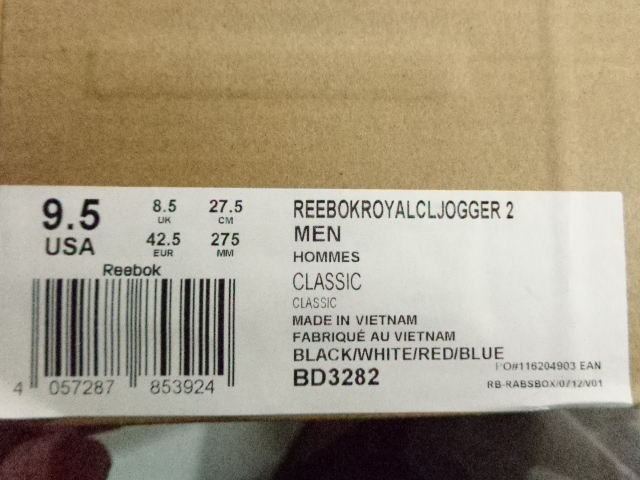 9.5
USA
8.5
UK
27.5
CM
42.5
EUR
275
MM
Reebok
4 057287 853924
REEBOKROYALCLJOGGER 2
MEN
HOMMES
CLASSIC
CLASSIC
MADE IN VIETNAM
FABRIQUÉ AU VIETNAM
BLACK/WHITE/RED/BLUE
PO#116204903 EAN
BD3282
RB-RABSBOX/0712/V01